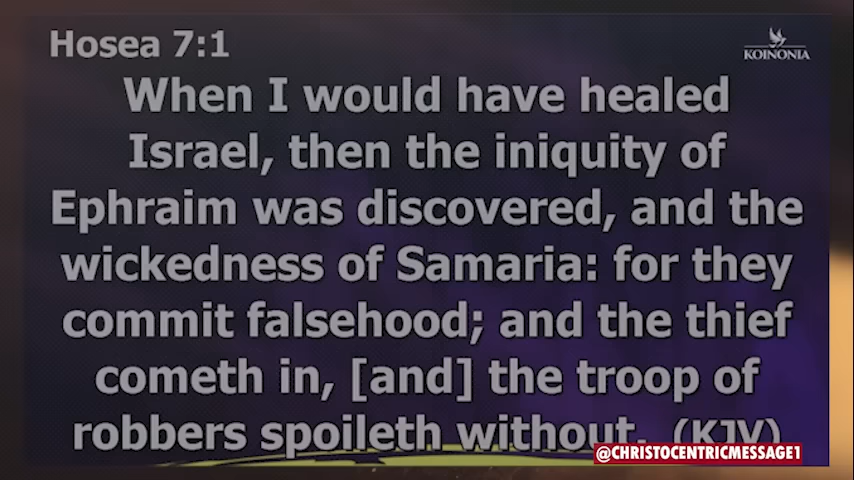 Hosea 7:1
KOINONIA
When I would have healed
Israel, then the iniquity of
Ephraim was discovered, and the
wickedness of Samaria: for they
commit falsehood; and the thief
cometh in, [and] the troop of
robbers spoileth without. (KJV)
@CHRISTOCENTRICMESSAGE1